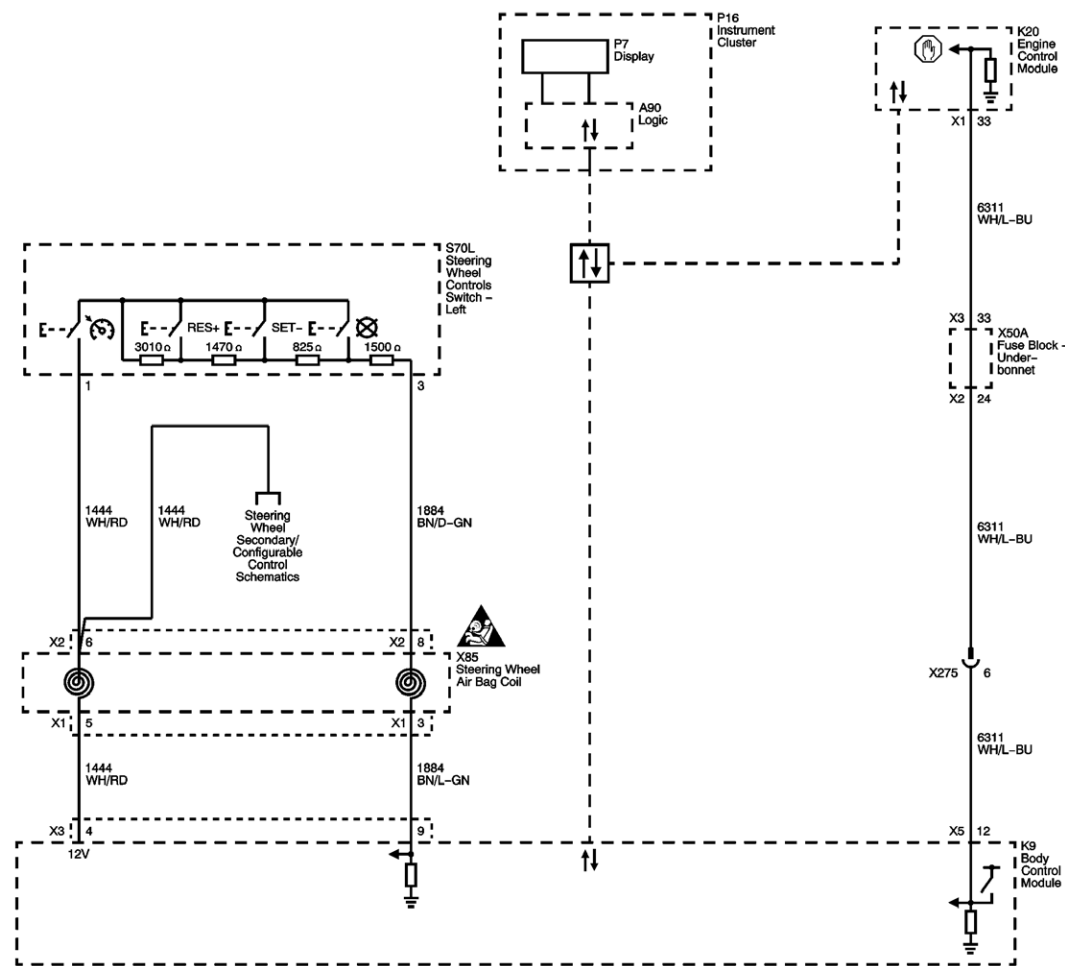 P16
Instrument
Cluster
P7
Display
A90
Logic
K20
Engine
Control
Module
X1 33
6311
WH/L-BU
S70L
Steering
Wheel
Controls
Switch –
Left
RES+
SET–
3010 Ω
1470 Ω
825 Ω
1500 Ω
1
3
X3 33
X50A
Fuse Block –
Under–
bonnet
X2 24
1444
WH/RD
1444
WH/RD
Steering
Wheel
Secondary/
Configurable
Control
Schematics
1884
BN/D-GN
6311
WH/L-BU
X2 6
X2 8
X85
Steering Wheel
Air Bag Coil
X275 6
X1 5
X1 3
1444
WH/RD
1884
BN/L-GN
6311
WH/L-BU
X3 4
9
X5 12
12V
K9
Body
Control
Module